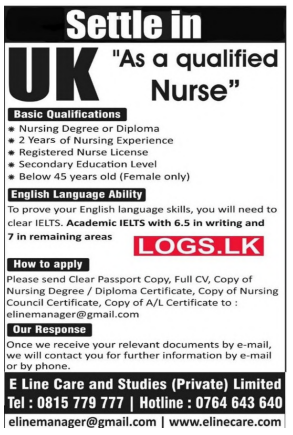 Settle in
UK "As a qualified
Nurse"
Basic Qualifications
* Nursing Degree or Diploma
* 2 Years of Nursing Experience
* Registered Nurse License
* Secondary Education Level
* Below 45 years old (Female only)
English Language Ability
To prove your English language skills, you will need to
clear IELTS. Academic IELTS with 6.5 in writing and
7 in remaining areas
LOGS.LK
How to apply
Please send Clear Passport Copy, Full CV, Copy of
Nursing Degree / Diploma Certificate, Copy of Nursing
Council Certificate, Copy of A/L Certificate to :
elinemanager@gmail.com
Our Response
Once we receive your relevant documents by e-mail,
we will contact you for further information by e-mail
or by phone.
E Line Care and Studies (Private) Limited
Tel : 0815 779 777 | Hotline : 0764 643 640
elinemanager@gmail.com | www.elinecare.com